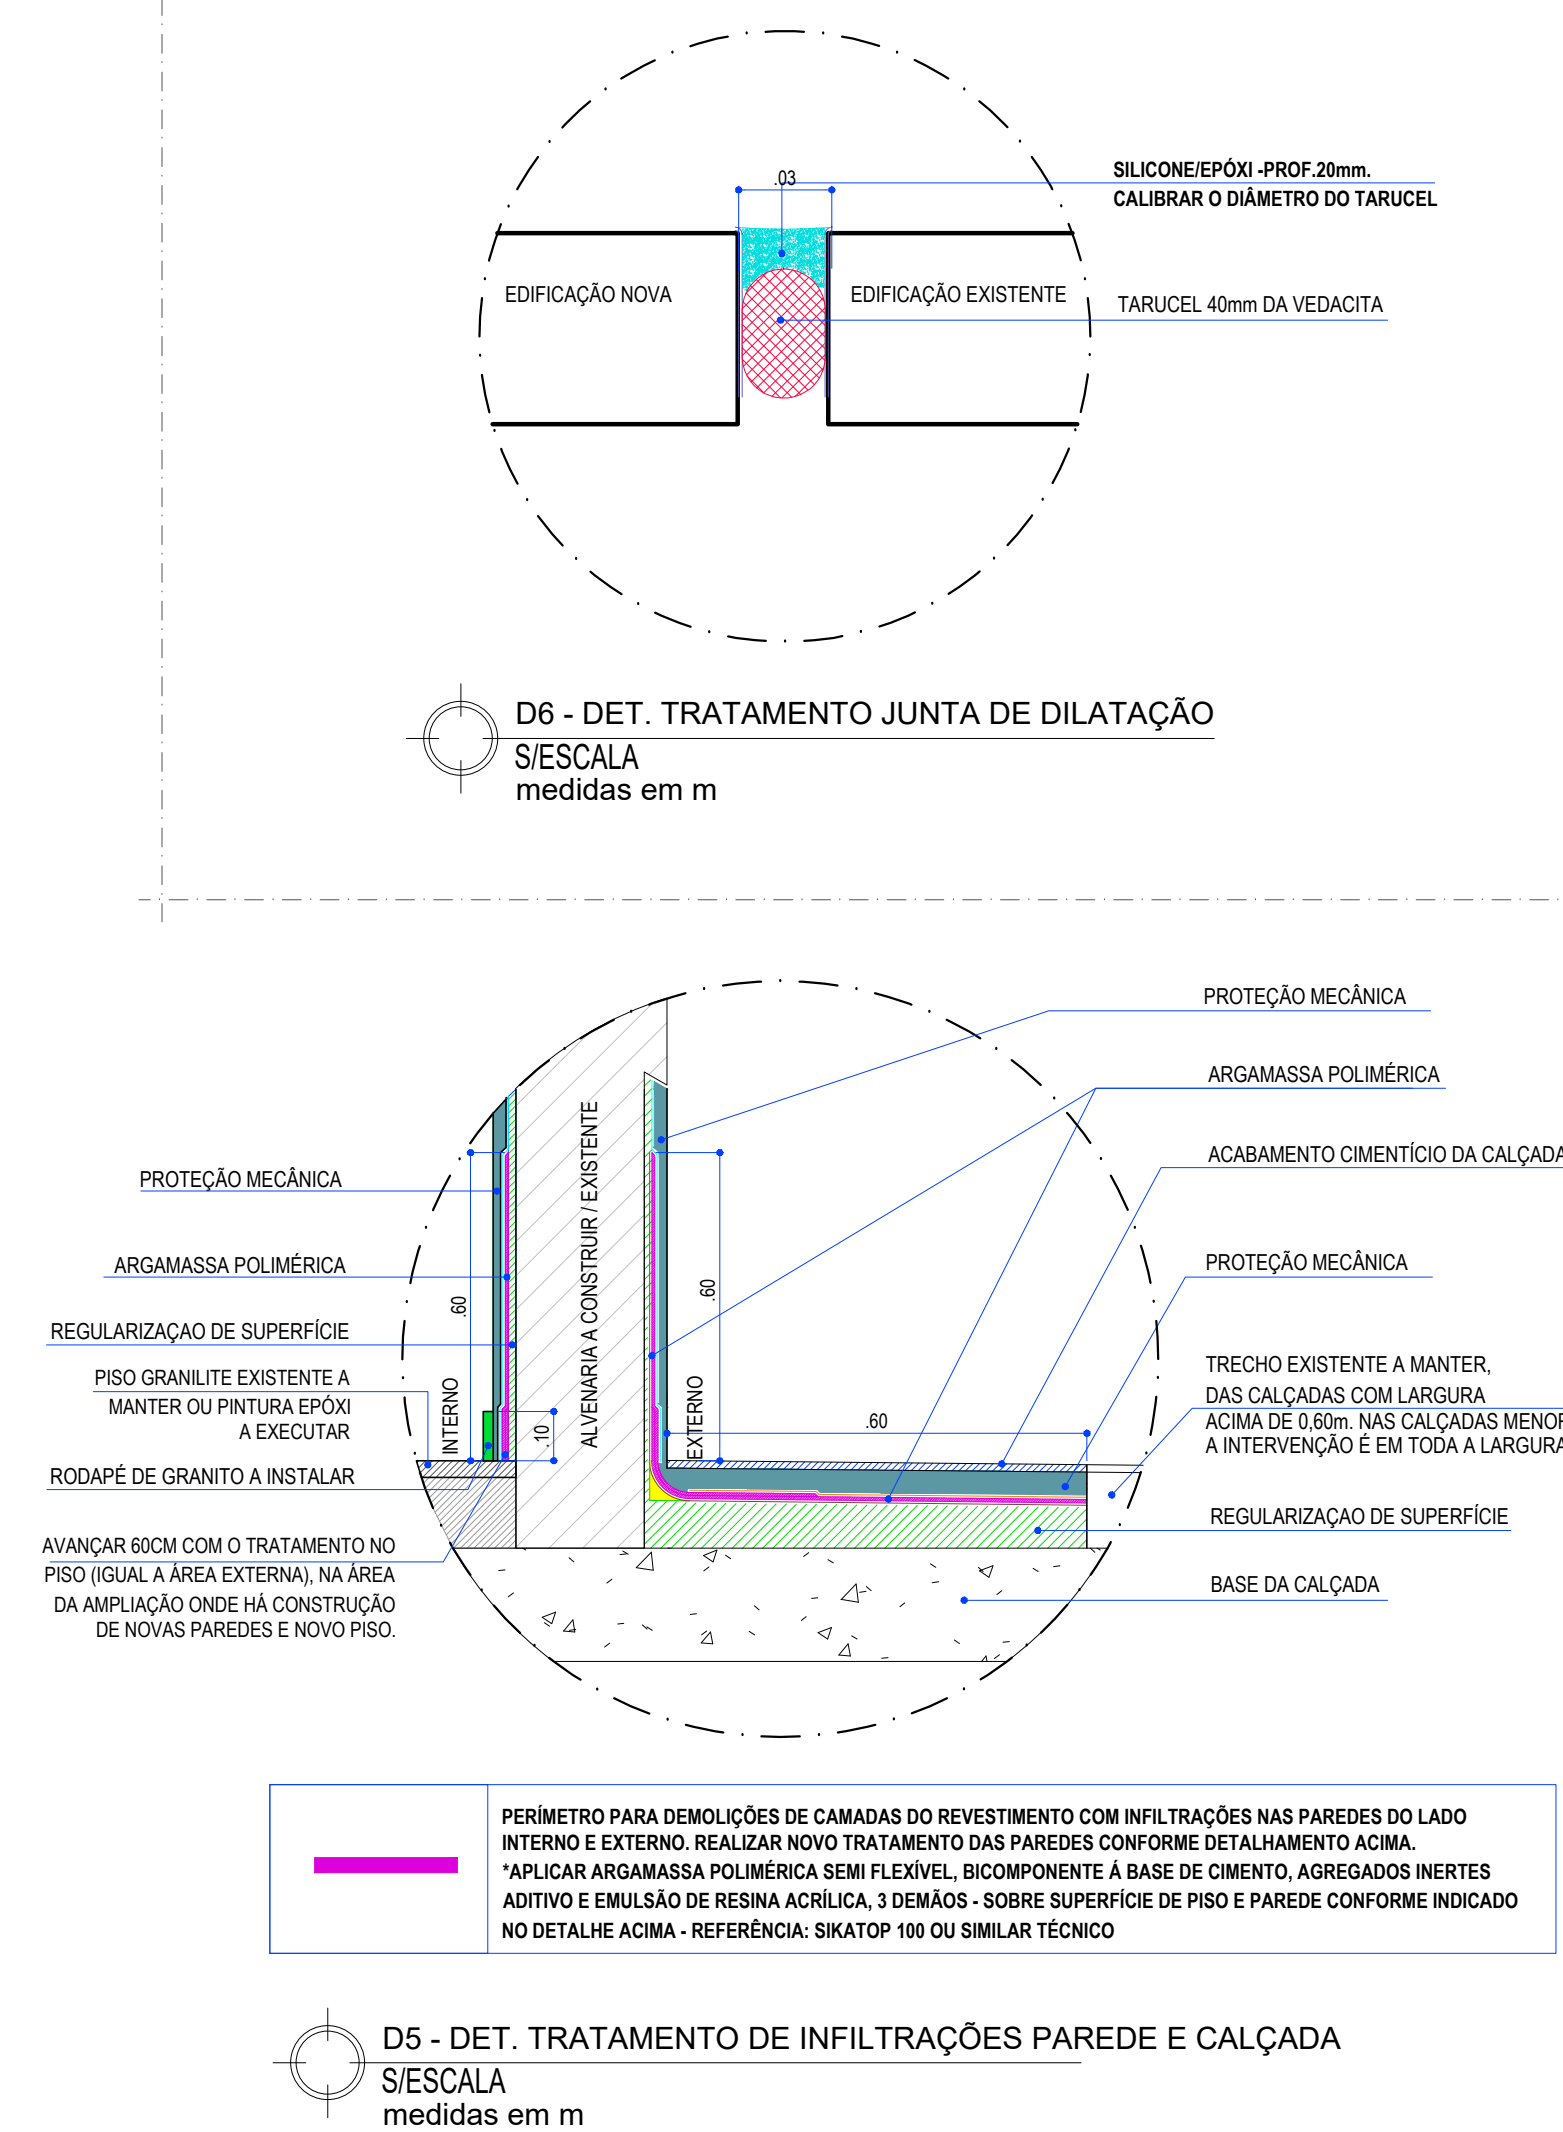 .03
SILICONE/EPÓXI -PROF.20mm.
CALIBRAR O DIÂMETRO DO TARUCEL
EDIFICAÇÃO NOVA
EDIFICAÇÃO EXISTENTE
TARUCEL 40mm DA VEDACITA
D6 - DET. TRATAMENTO JUNTA DE DILATAÇÃO
S/ESCALA
medidas em m
PROTEÇÃO MECÂNICA
ARGAMASSA POLIMÉRICA
ACABAMENTO CIMENTÍCIO DA CALÇADA
PROTEÇÃO MECÂNICA
TRECHO EXISTENTE A MANTER,
DAS CALÇADAS COM LARGURA
ACIMA DE 0,60m. NAS CALÇADAS MENOR
A INTERVENÇÃO É EM TODA A LARGURA
REGULARIZAÇAO DE SUPERFÍCIE
BASE DA CALÇADA
PROTEÇÃO MECÂNICA
ARGAMASSA POLIMÉRICA
REGULARIZAÇAO DE SUPERFÍCIE
PISO GRANILITE EXISTENTE A
MANTER OU PINTURA EPÓXI
A EXECUTAR
RODAPÉ DE GRANITO A INSTALAR
AVANÇAR 60CM COM O TRATAMENTO NO
PISO (IGUAL A ÁREA EXTERNA), NA ÁREA
DA AMPLIAÇÃO ONDE HÁ CONSTRUÇÃO
DE NOVAS PAREDES E NOVO PISO.
INTERNO
.60
.10
ALVENARIA A CONSTRUIR / EXISTENTE
EXTERNO
.60
.60
PERÍMETRO PARA DEMOLIÇÕES DE CAMADAS DO REVESTIMENTO COM INFILTRAÇÕES NAS PAREDES DO LADO
INTERNO E EXTERNO. REALIZAR NOVO TRATAMENTO DAS PAREDES CONFORME DETALHAMENTO ACIMA.
*APLICAR ARGAMASSA POLIMÉRICA SEMI FLEXÍVEL, BICOMPONENTE Á BASE DE CIMENTO, AGREGADOS INERTES
ADITIVO E EMULSÃO DE RESINA ACRÍLICA, 3 DEMÃOS - SOBRE SUPERFÍCIE DE PISO E PAREDE CONFORME INDICADO
NO DETALHE ACIMA - REFERÊNCIA: SIKATOP 100 OU SIMILAR TÉCNICO
D5 - DET. TRATAMENTO DE INFILTRAÇÕES PAREDE E CALÇADA
S/ESCALA
medidas em m